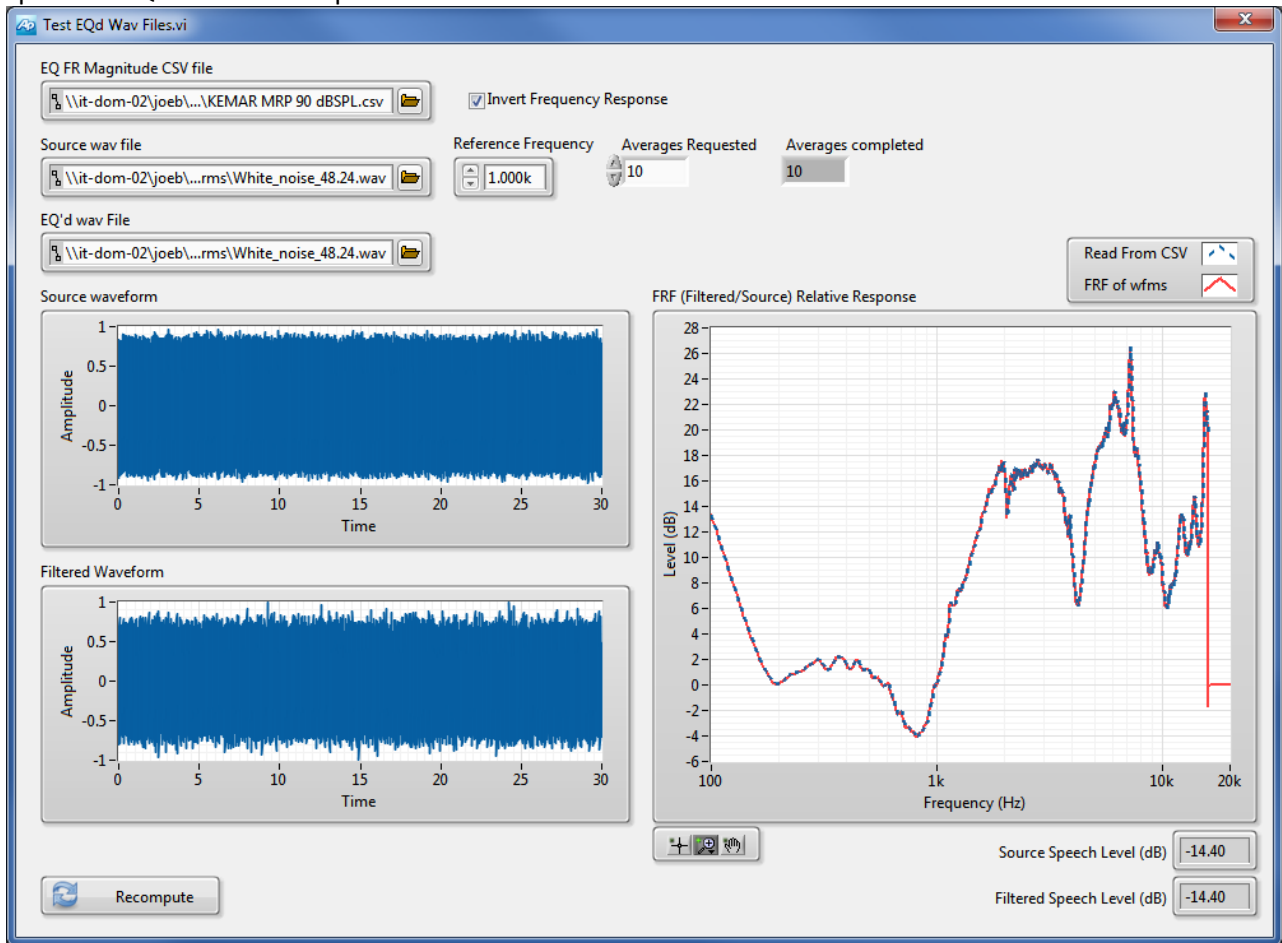 Test EQd Wav Files.vi
EQ FR Magnitude CSV file
\\it-dom-02\joeb\...\KEMAR MRP 90 dBSPL.csv
Invert Frequency Response
Source wav file
\\it-dom-02\joeb\...rms\White_noise_48.24.wav
Reference Frequency
1.000k
Averages Requested
10
Averages completed
10
EQ'd wav File
\\it-dom-02\joeb\...rms\White_noise_48.24.wav
Read From CSV
FRF of wfms
Source waveform
1
0.5
0
-0.5
-1
Amplitude
0 5 10 15 20 25 30
Time
Filtered Waveform
1
0.5
0
-0.5
-1
Amplitude
0 5 10 15 20 25 30
Time
FRF (Filtered/Source) Relative Response
28
26
24
22
20
18
16
14
12
10
8
6
4
2
0
-2
-4
-6
Level (dB)
100 1k 10k 20k
Frequency (Hz)
Source Speech Level (dB) -14.40
Filtered Speech Level (dB) -14.40
Recompute